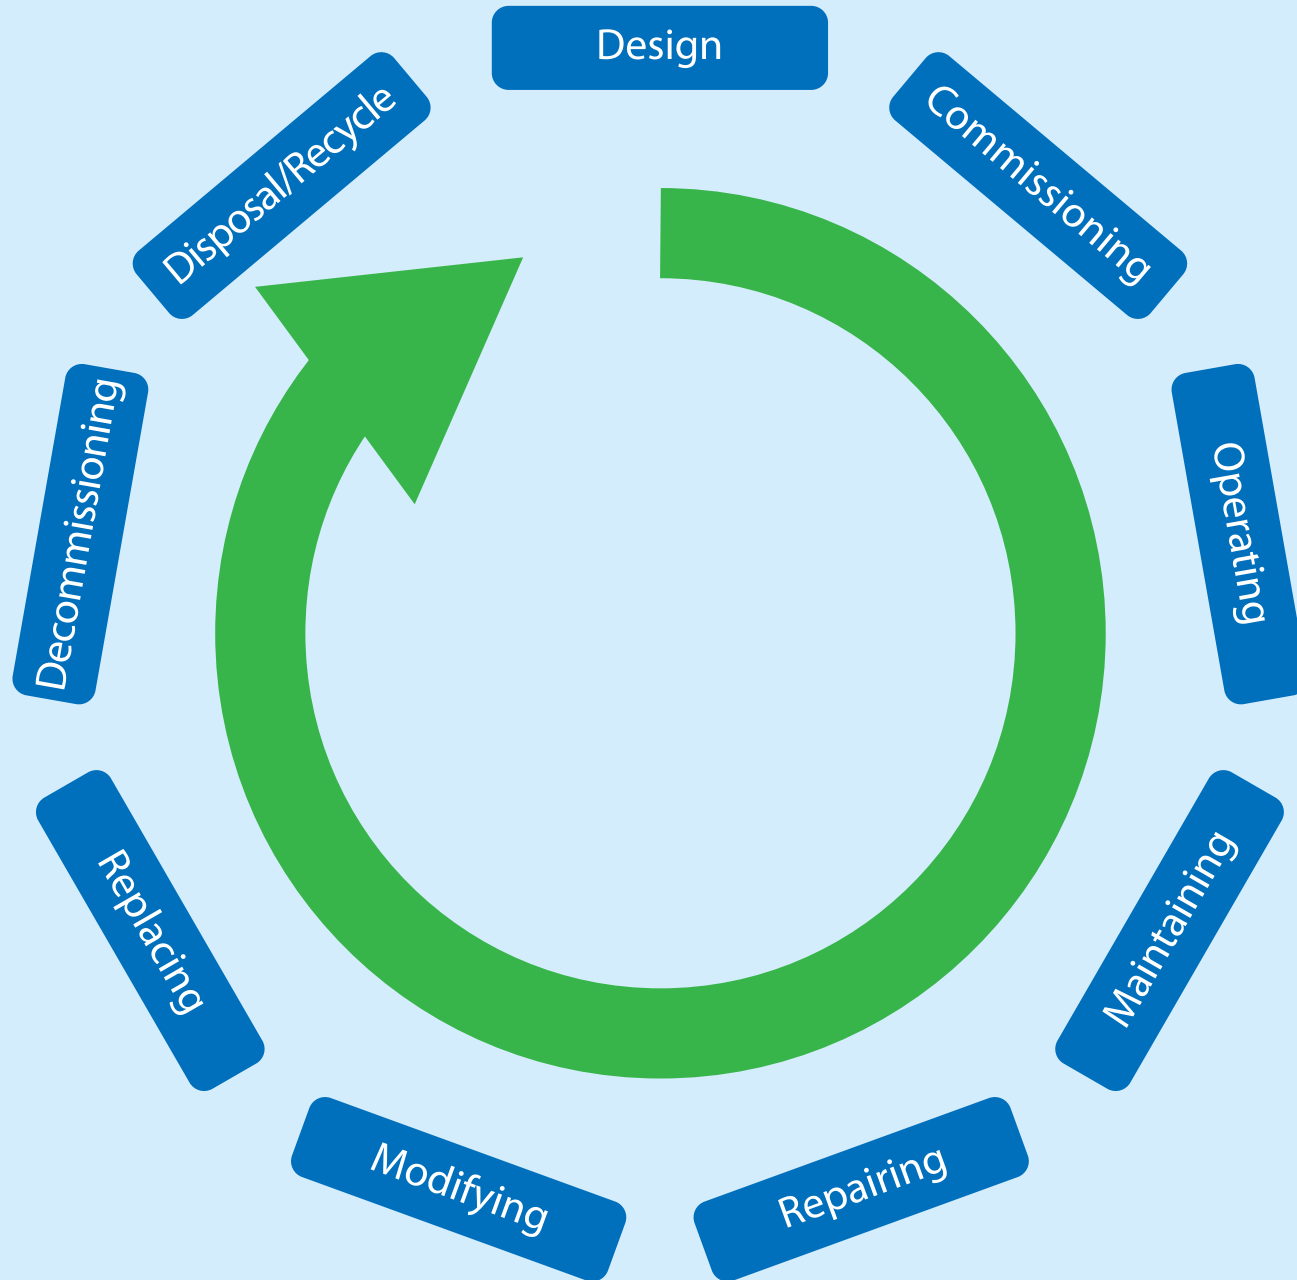 Design
Commissioning
Operating
Maintaining
Repairing
Modifying
Replacing
Decommissioning
Disposal/Recycle